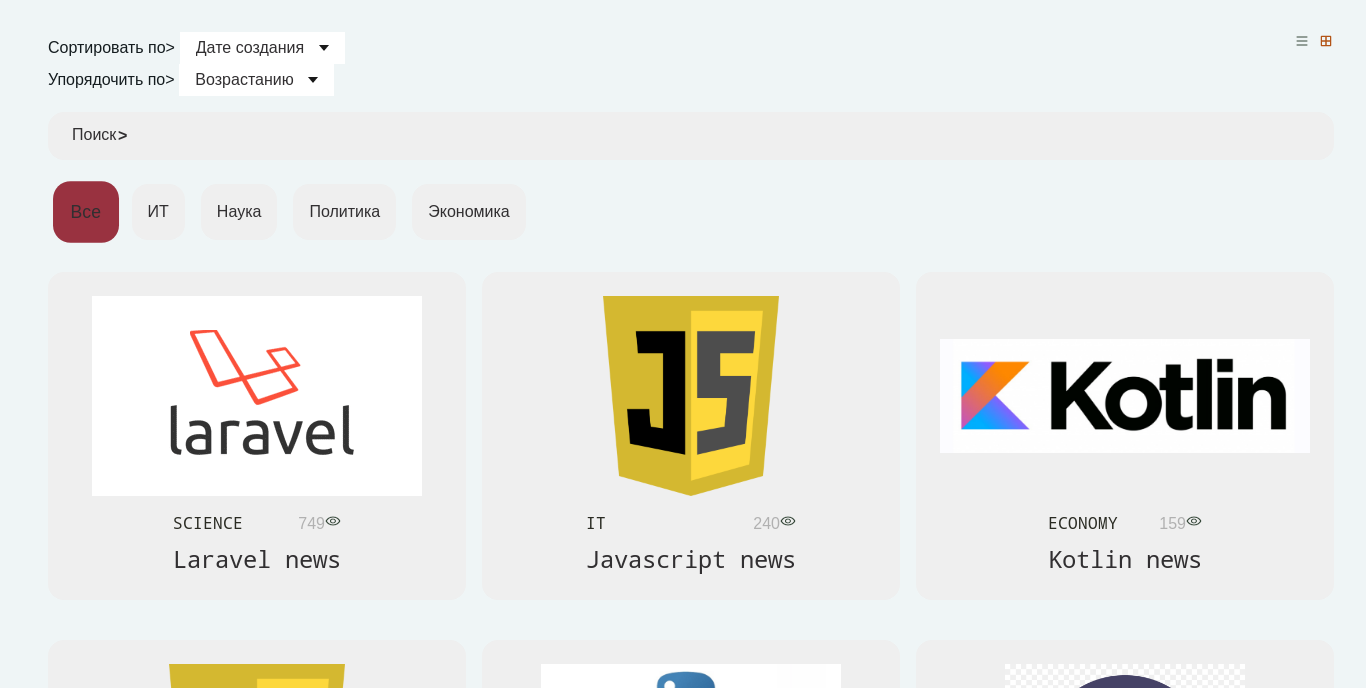 Сортировать по> Дате создания
Упорядочить по> Возрастанию
Поиск>
Все ИТ Наука Политика Экономика
laravel JS Kotlin
SCIENCE 749 IT 240 ECONOMY 159
Laravel news Javascript news Kotlin news